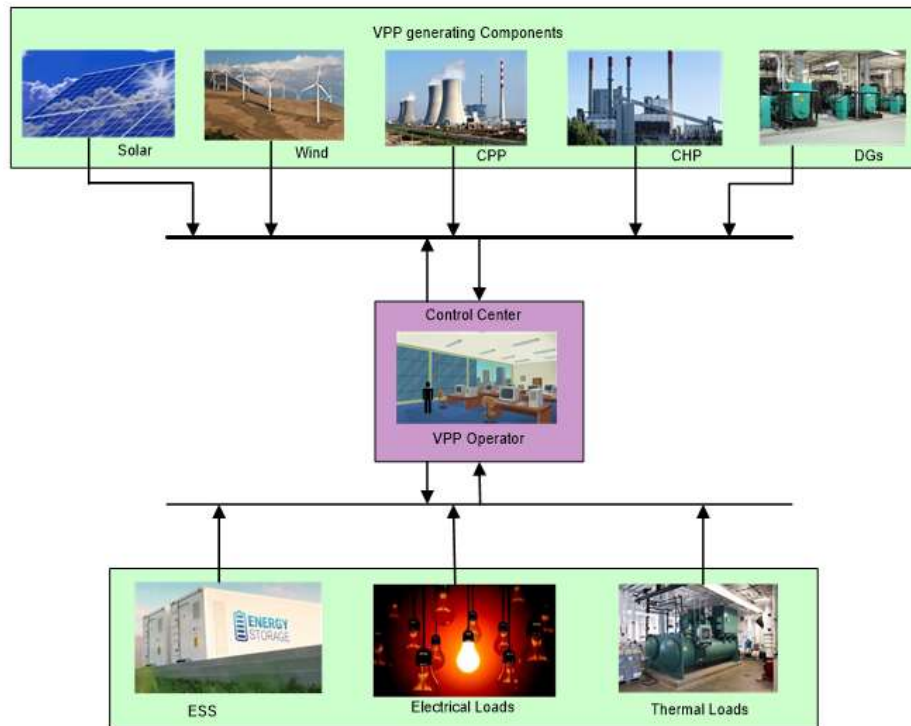 VPP generating Components
Solar
Wind
CPP
CHP
DGs
Control Center
VPP Operator
ENERGY
STORAGE
ESS
Electrical Loads
Thermal Loads